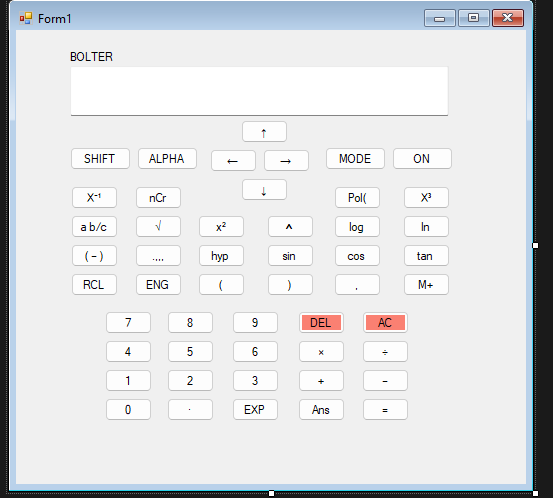 Form1
BOLTER
↑
SHIFT ALPHA ← → MODE ON
↓
X⁻¹ nCr Pol( X³
a b/c √ x² ^ log ln
( − ) .,,, hyp sin cos tan
RCL ENG ( ) , M+
7 8 9 DEL AC
4 5 6 × ÷
1 2 3 + −
0 . EXP Ans =